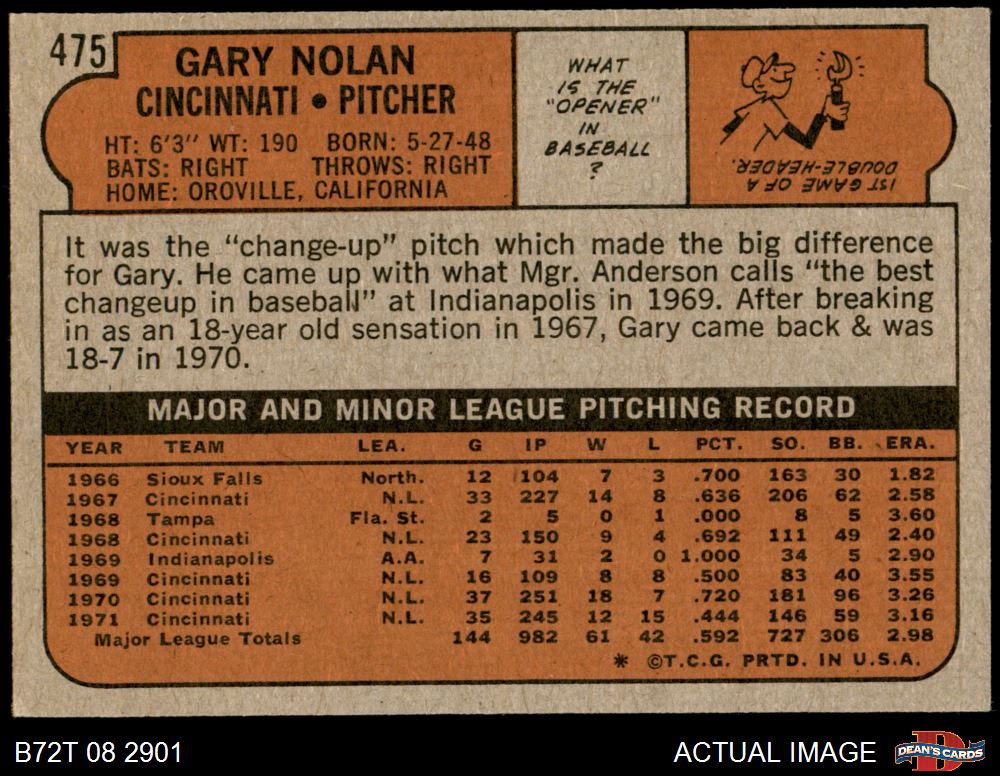 475
GARY NOLAN
CINCINNATI • PITCHER
HT: 6'3" WT: 190 BORN: 5-27-48
BATS: RIGHT THROWS: RIGHT
HOME: OROVILLE, CALIFORNIA
WHAT
IS THE
"OPENER"
IN
BASEBALL
?
1ST GAME OF A
DOUBLE-HEADER.
It was the “change-up” pitch which made the big difference
for Gary. He came up with what Mgr. Anderson calls “the best
changeup in baseball” at Indianapolis in 1969. After breaking
in as an 18-year old sensation in 1967, Gary came back & was
18-7 in 1970.
MAJOR AND MINOR LEAGUE PITCHING RECORD
YEAR TEAM LEA. G IP W L PCT. SO. BB. ERA.
1966 Sioux Falls North. 12 104 7 3 .700 163 30 1.82
1967 Cincinnati N.L. 33 227 14 8 .636 206 62 2.58
1968 Tampa Fla. St. 2 5 0 1 .000 8 5 3.60
1968 Cincinnati N.L. 23 150 9 4 .692 111 49 2.40
1969 Indianapolis A.A. 7 31 2 0 1.000 34 5 2.90
1969 Cincinnati N.L. 16 109 8 8 .500 83 40 3.55
1970 Cincinnati N.L. 37 251 18 7 .720 181 96 3.26
1971 Cincinnati N.L. 35 245 12 15 .444 146 59 3.16
Major League Totals 144 982 61 42 .592 727 306 2.98
* ©T.C.G. PRTD. IN U.S.A.
B72T 08 2901
ACTUAL IMAGE
DEAN'S CARDS